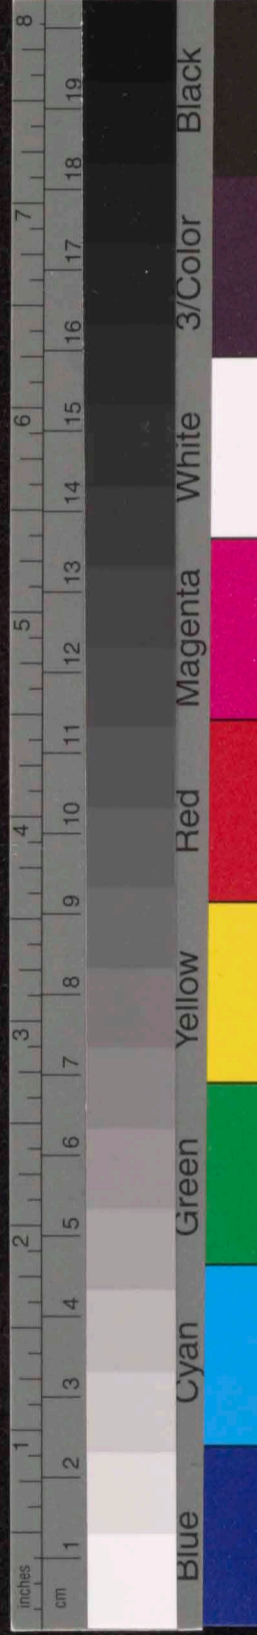 inches 1 2 3 4 5 6 7 8
cm 1 2 3 4 5 6 7 8 9 10 11 12 13 14 15 16 17 18 19
Blue Cyan Green Yellow Red Magenta White 3/Color Black